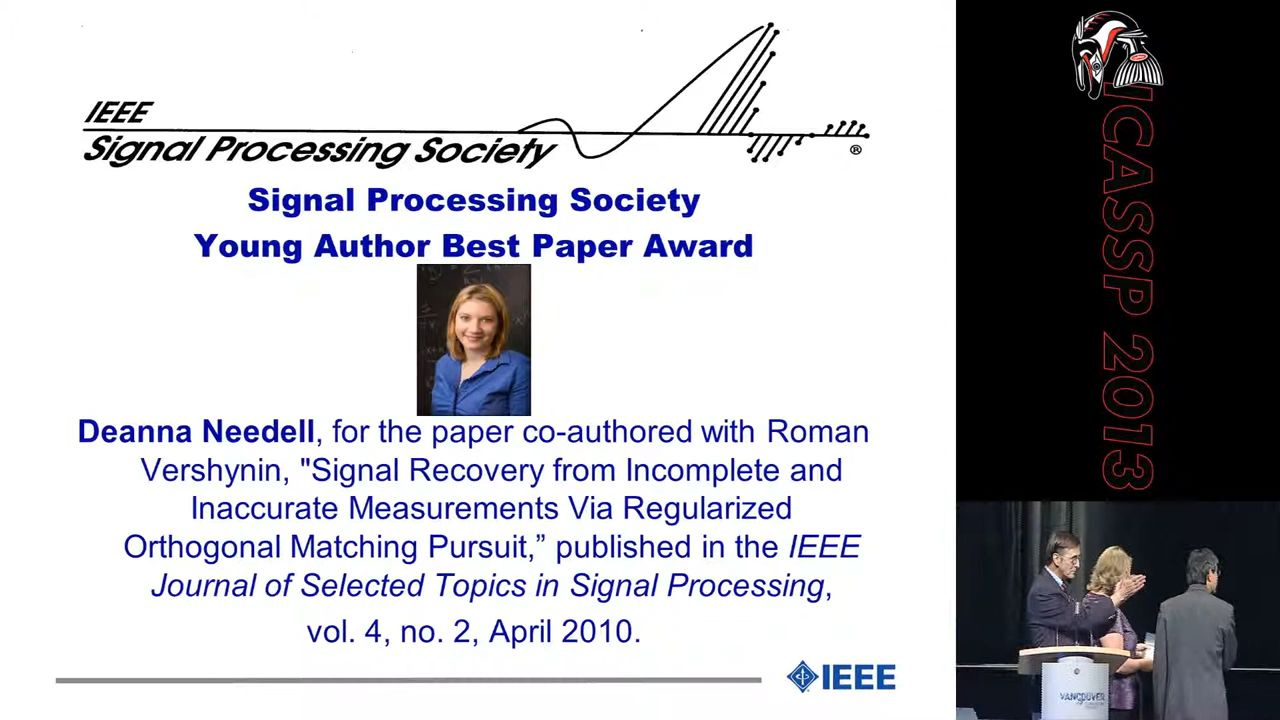 IEEE
Signal Processing Society
®
Signal Processing Society
Young Author Best Paper Award
Deanna Needell, for the paper co-authored with Roman
Vershynin, "Signal Recovery from Incomplete and
Inaccurate Measurements Via Regularized
Orthogonal Matching Pursuit,” published in the IEEE
Journal of Selected Topics in Signal Processing,
vol. 4, no. 2, April 2010.
IEEE
ICASSP 2013
VANCOUVER